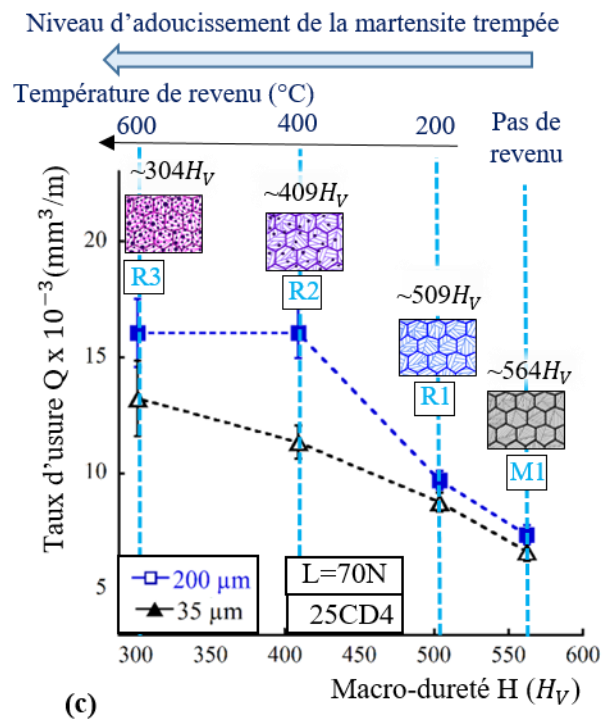 Niveau d'adoucissement de la martensite trempée
Température de revenu (°C)
600 400 200 Pas de revenu
~304H_V
~409H_V
~509H_V
~564H_V
R3
R2
R1
M1
Taux d'usure Q x 10⁻³ (mm³/m)
20
15
10
5
200 µm
35 µm
L=70N
25CD4
300 350 400 450 500 550 600
Macro-dureté H (H_V)
(c)